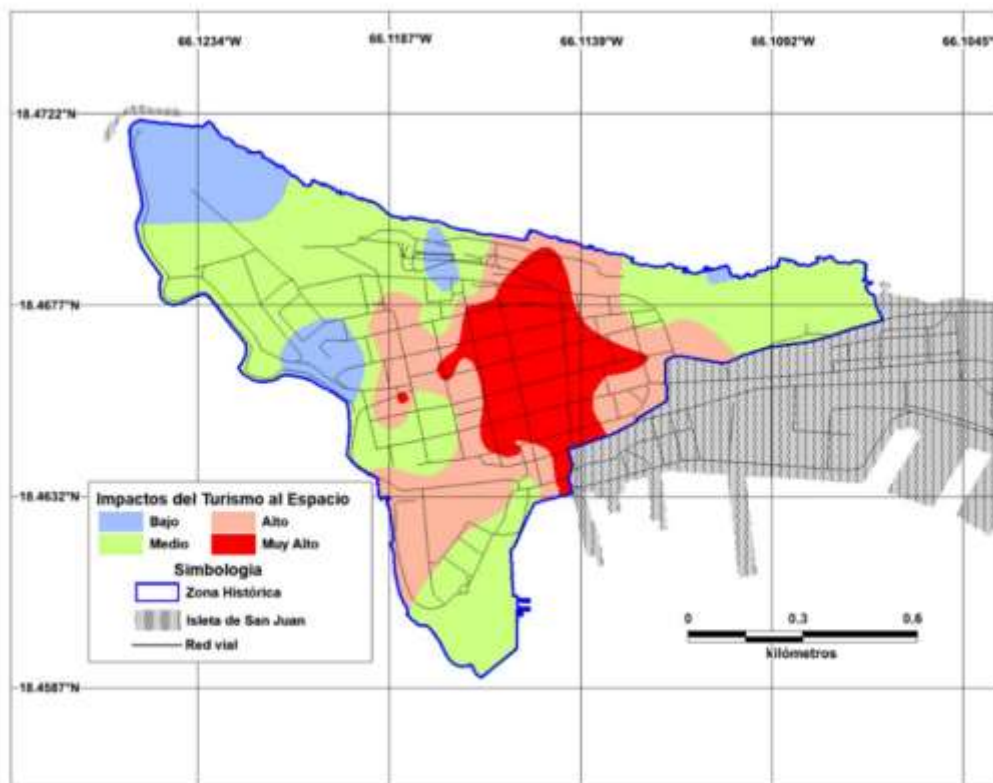 66.1234°W 66.1187°W 66.1139°W 66.1092°W 66.1045°
18.4722°N
18.4677°N
18.4632°N
Impactos del Turismo al Espacio
Bajo Alto
Medio Muy Alto
Simbologia
Zona Histórica
Isleta de San Juan
Red vial
0 0.3 0.6
kilómetros
18.4587°N